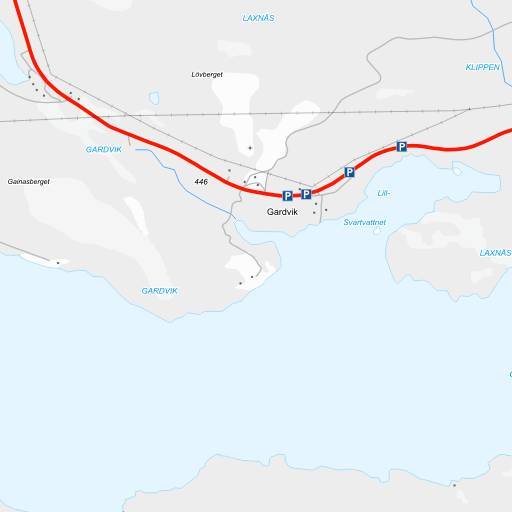 LAXNÄS
KLIPPEN
Lövberget
GARDVIK
Gainasberget
446
P
P
P
P
Gardvik
Lill-
Svartvattnet
LAXNÄS
GARDVIK